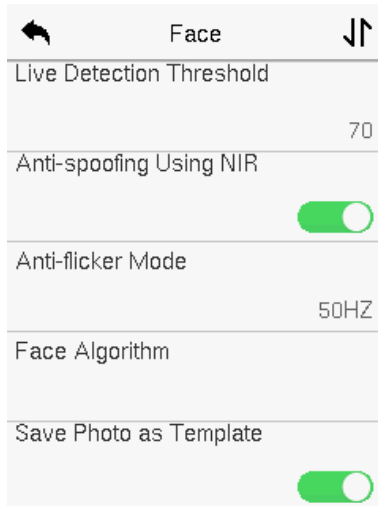 Face
Live Detection Threshold
70
Anti-spoofing Using NIR
Anti-flicker Mode
50HZ
Face Algorithm
Save Photo as Template